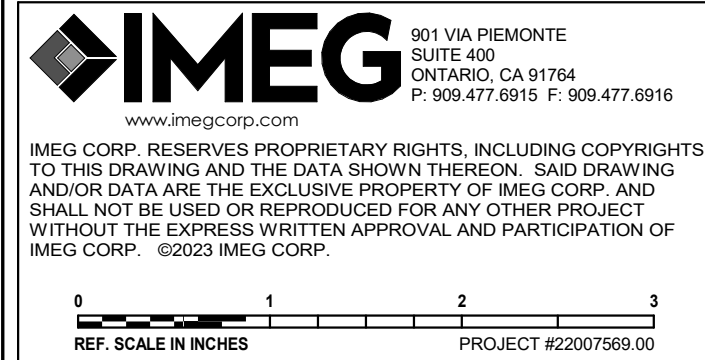 IMEG
901 VIA PIEMONTE
SUITE 400
ONTARIO, CA 91764
P: 909.477.6915 F: 909.477.6916
www.imegcorp.com
IMEG CORP. RESERVES PROPRIETARY RIGHTS, INCLUDING COPYRIGHTS
TO THIS DRAWING AND THE DATA SHOWN THEREON. SAID DRAWING
AND/OR DATA ARE THE EXCLUSIVE PROPERTY OF IMEG CORP. AND
SHALL NOT BE USED OR REPRODUCED FOR ANY OTHER PROJECT
WITHOUT THE EXPRESS WRITTEN APPROVAL AND PARTICIPATION OF
IMEG CORP. ©2023 IMEG CORP.
0 1 2 3
REF. SCALE IN INCHES PROJECT #22007569.00